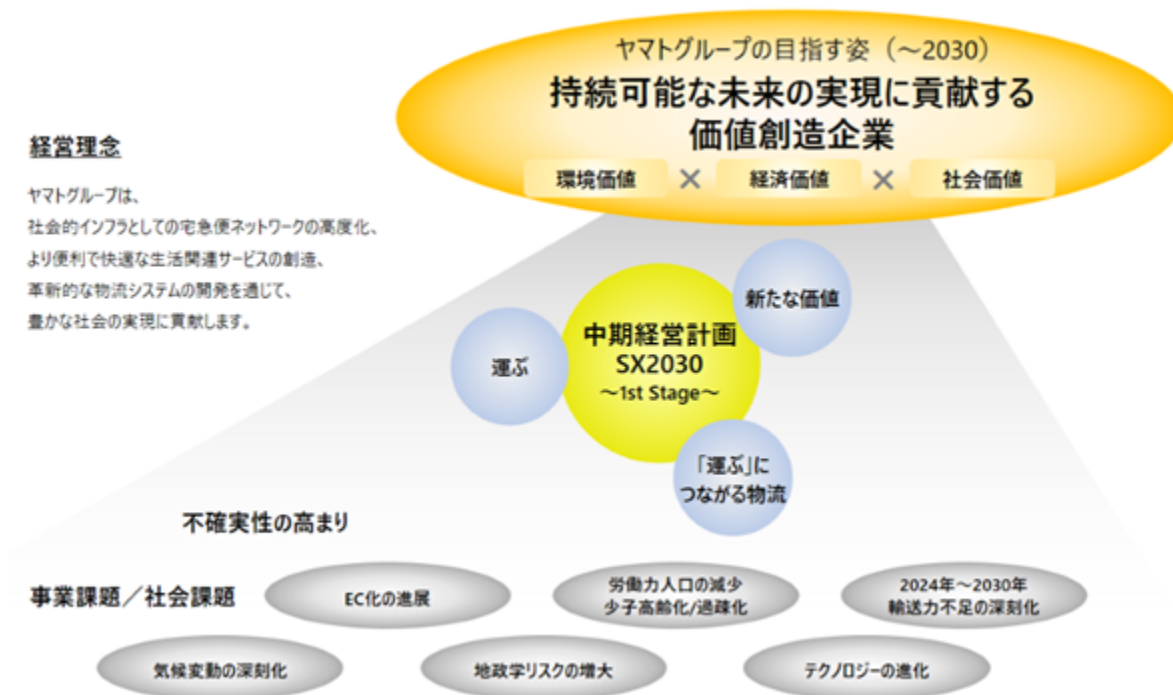 ヤマトグループの目指す姿（～2030）
持続可能な未来の実現に貢献する
価値創造企業
環境価値 × 経済価値 × 社会価値
経営理念
ヤマトグループは、
社会的インフラとしての宅急便ネットワークの高度化、
より便利で快適な生活関連サービスの創造、
革新的な物流システムの開発を通じて、
豊かな社会の実現に貢献します。
新たな価値
中期経営計画
SX2030
～1st Stage～
運ぶ
「運ぶ」に
つながる物流
不確実性の高まり
事業課題／社会課題
EC化の進展
労働力人口の減少
少子高齢化/過疎化
2024年～2030年
輸送力不足の深刻化
気候変動の深刻化
地政学リスクの増大
テクノロジーの進化